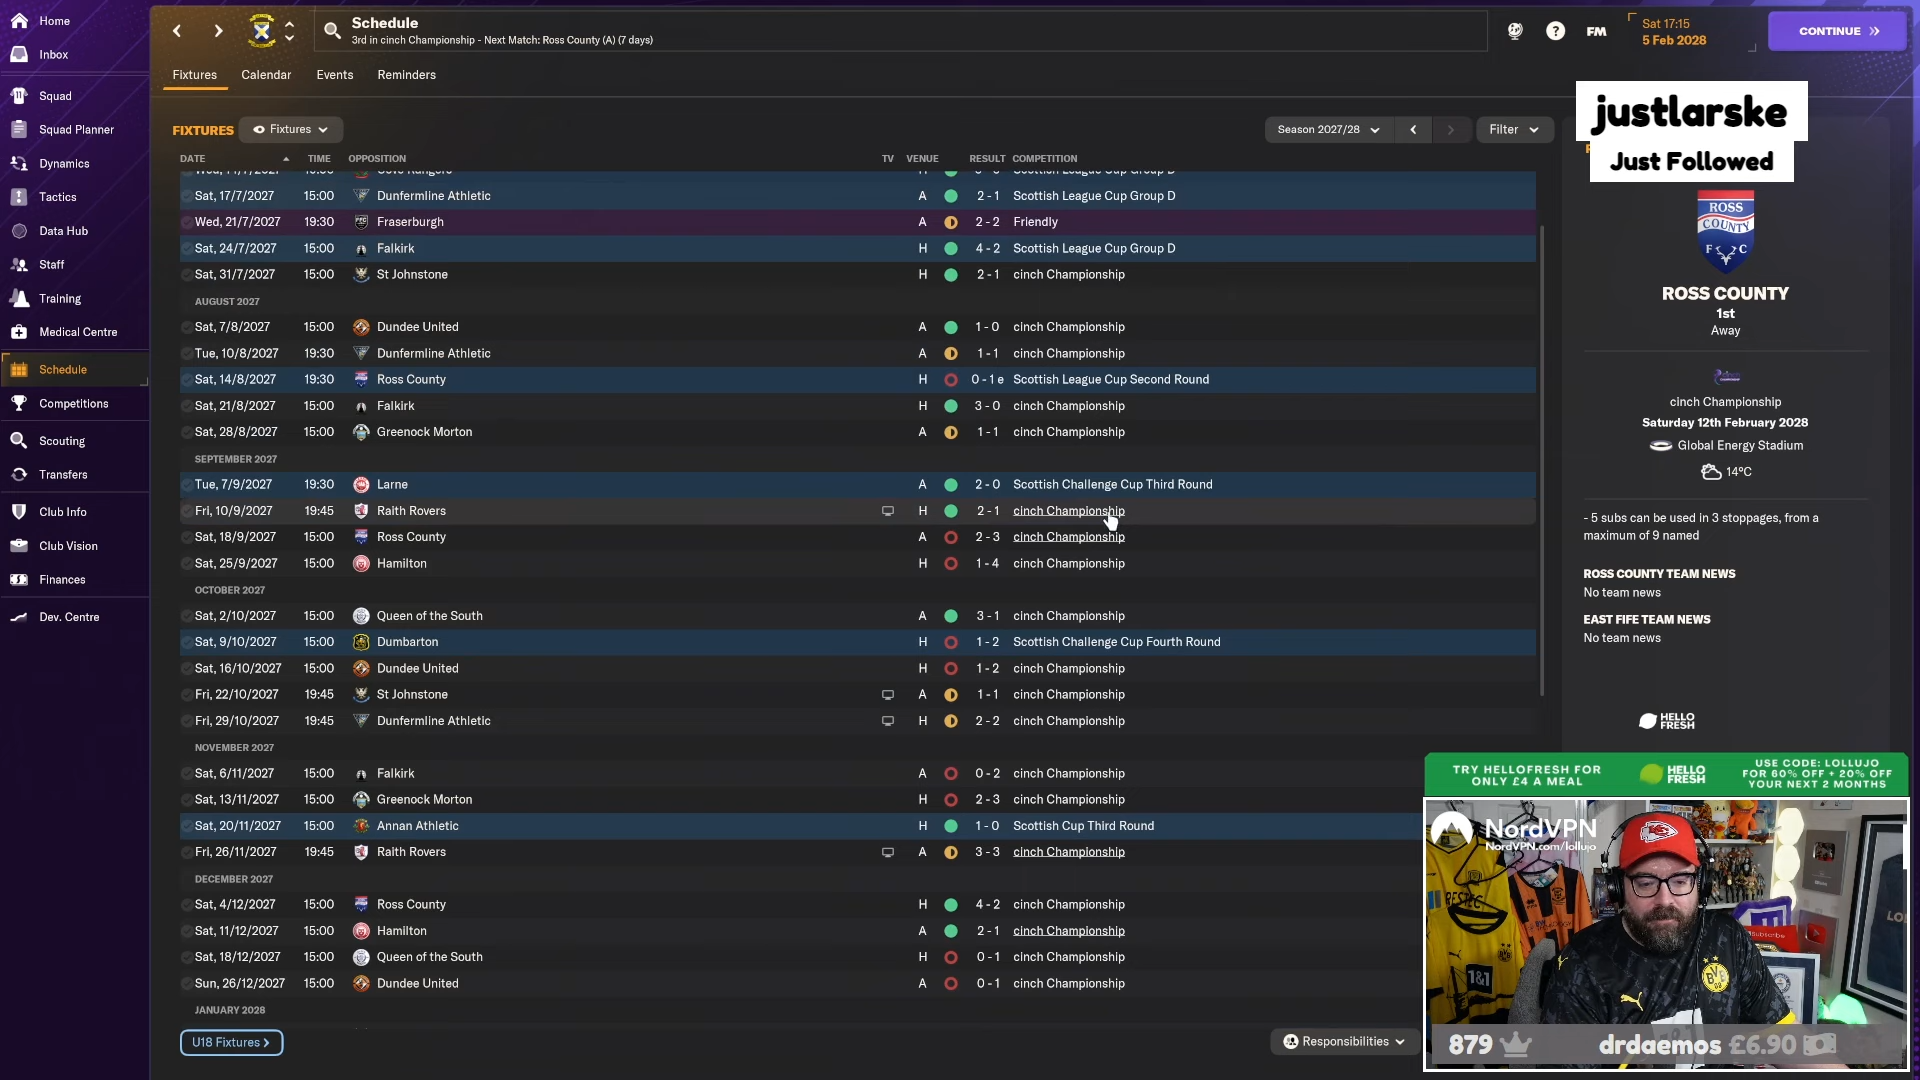 Home
Inbox
Squad
Squad Planner
Dynamics
Tactics
Data Hub
Staff
Training
Medical Centre
Schedule
Competitions
Scouting
Transfers
Club Info
Club Vision
Finances
Dev. Centre
Schedule
3rd in cinch Championship - Next Match: Ross County (A) (7 days)
FM
Sat 17:15
5 Feb 2028
CONTINUE
Fixtures Calendar Events Reminders
justlarske
Just Followed
FIXTURES Fixtures Season 2027/28 Filter
DATE TIME OPPOSITION TV VENUE RESULT COMPETITION
Sat, 17/7/2027 15:00 Dunfermline Athletic A 2 - 1 Scottish League Cup Group D
Wed, 21/7/2027 19:30 Fraserburgh A 2 - 2 Friendly
Sat, 24/7/2027 15:00 Falkirk H 4 - 2 Scottish League Cup Group D
Sat, 31/7/2027 15:00 St Johnstone H 2 - 1 cinch Championship
AUGUST 2027
Sat, 7/8/2027 15:00 Dundee United A 1 - 0 cinch Championship
Tue, 10/8/2027 19:30 Dunfermline Athletic A 1 - 1 cinch Championship
Sat, 14/8/2027 19:30 Ross County H 0 - 1 e Scottish League Cup Second Round
Sat, 21/8/2027 15:00 Falkirk H 3 - 0 cinch Championship
Sat, 28/8/2027 15:00 Greenock Morton A 1 - 1 cinch Championship
SEPTEMBER 2027
Tue, 7/9/2027 19:30 Larne A 2 - 0 Scottish Challenge Cup Third Round
Fri, 10/9/2027 19:45 Raith Rovers H 2 - 1 cinch Championship
Sat, 18/9/2027 15:00 Ross County A 2 - 3 cinch Championship
Sat, 25/9/2027 15:00 Hamilton H 1 - 4 cinch Championship
OCTOBER 2027
Sat, 2/10/2027 15:00 Queen of the South A 3 - 1 cinch Championship
Sat, 9/10/2027 15:00 Dumbarton H 1 - 2 Scottish Challenge Cup Fourth Round
Sat, 16/10/2027 15:00 Dundee United H 1 - 2 cinch Championship
Fri, 22/10/2027 19:45 St Johnstone A 1 - 1 cinch Championship
Fri, 29/10/2027 19:45 Dunfermline Athletic H 2 - 2 cinch Championship
NOVEMBER 2027
Sat, 6/11/2027 15:00 Falkirk A 0 - 2 cinch Championship
Sat, 13/11/2027 15:00 Greenock Morton H 2 - 3 cinch Championship
Sat, 20/11/2027 15:00 Annan Athletic H 1 - 0 Scottish Cup Third Round
Fri, 26/11/2027 19:45 Raith Rovers A 3 - 3 cinch Championship
DECEMBER 2027
Sat, 4/12/2027 15:00 Ross County H 4 - 2 cinch Championship
Sat, 11/12/2027 15:00 Hamilton A 2 - 1 cinch Championship
Sat, 18/12/2027 15:00 Queen of the South H 0 - 1 cinch Championship
Sun, 26/12/2027 15:00 Dundee United A 0 - 1 cinch Championship
JANUARY 2028
U18 Fixtures
Responsibilities
ROSS
COUNTY
F C
ROSS COUNTY
1st
Away
cinch Championship
Saturday 12th February 2028
Global Energy Stadium
14°C
- 5 subs can be used in 3 stoppages, from a
maximum of 9 named
ROSS COUNTY TEAM NEWS
No team news
EAST FIFE TEAM NEWS
No team news
HELLO
FRESH
TRY HELLOFRESH FOR
ONLY £4 A MEAL
HELLO
FRESH
USE CODE: LOLLUJO
FOR 60% OFF + 20% OFF
YOUR NEXT 2 MONTHS
NordVPN
NordVPN.com/lollujo
1&1
BVB
09
879
drdaemos £6.90